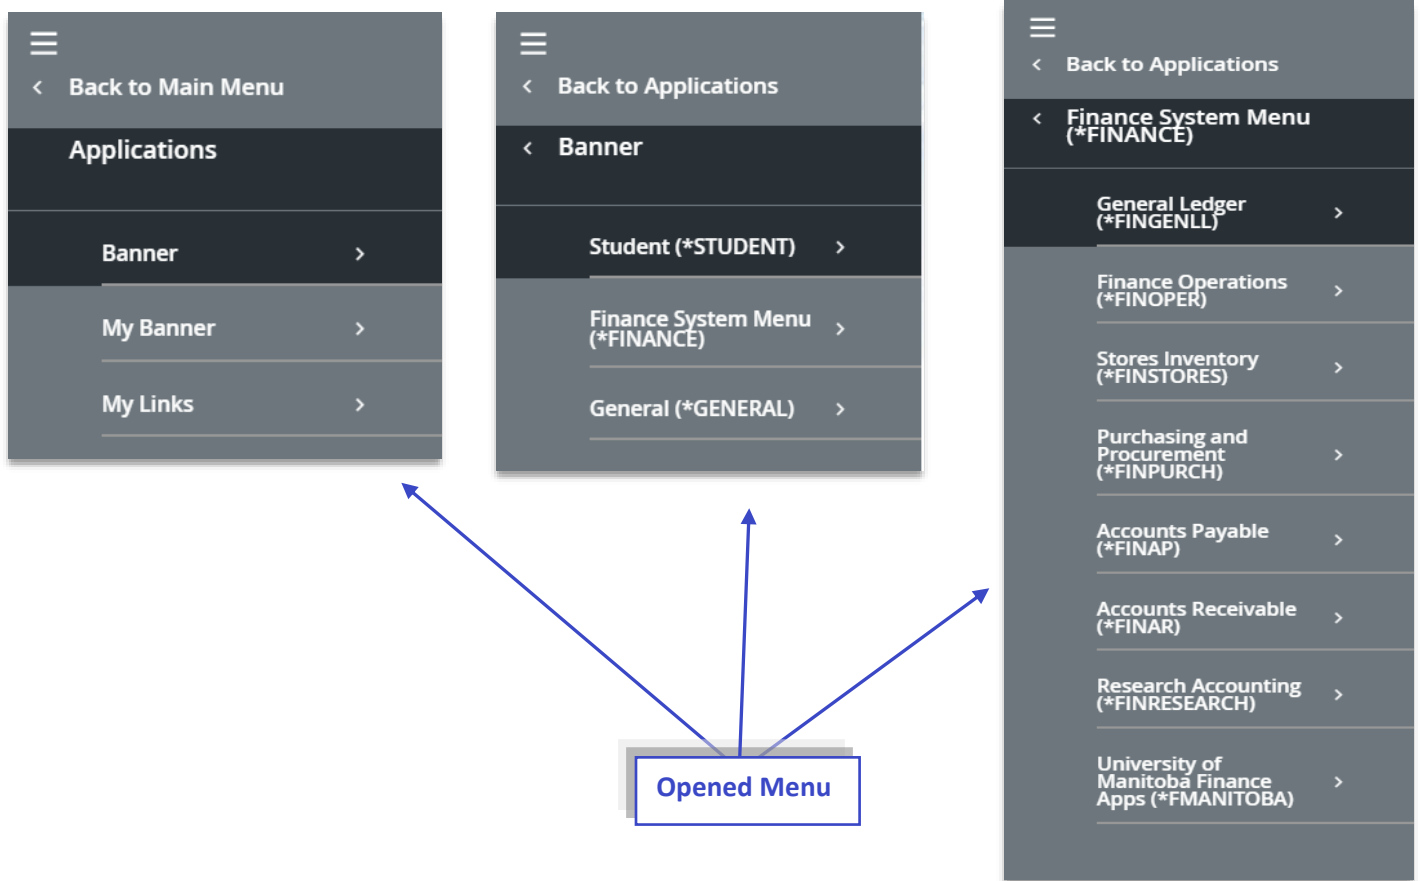 Back to Main Menu
Applications
Banner
My Banner
My Links
Back to Applications
Banner
Student (*STUDENT)
Finance System Menu
(*FINANCE)
General (*GENERAL)
Back to Applications
Finance System Menu
(*FINANCE)
General Ledger
(*FINGENLL)
Finance Operations
(*FINOPER)
Stores Inventory
(*FINSTORES)
Purchasing and
Procurement
(*FINPURCH)
Accounts Payable
(*FINAP)
Accounts Receivable
(*FINAR)
Research Accounting
(*FINRESEARCH)
University of
Manitoba Finance
Apps (*FMANITOBA)
Opened Menu